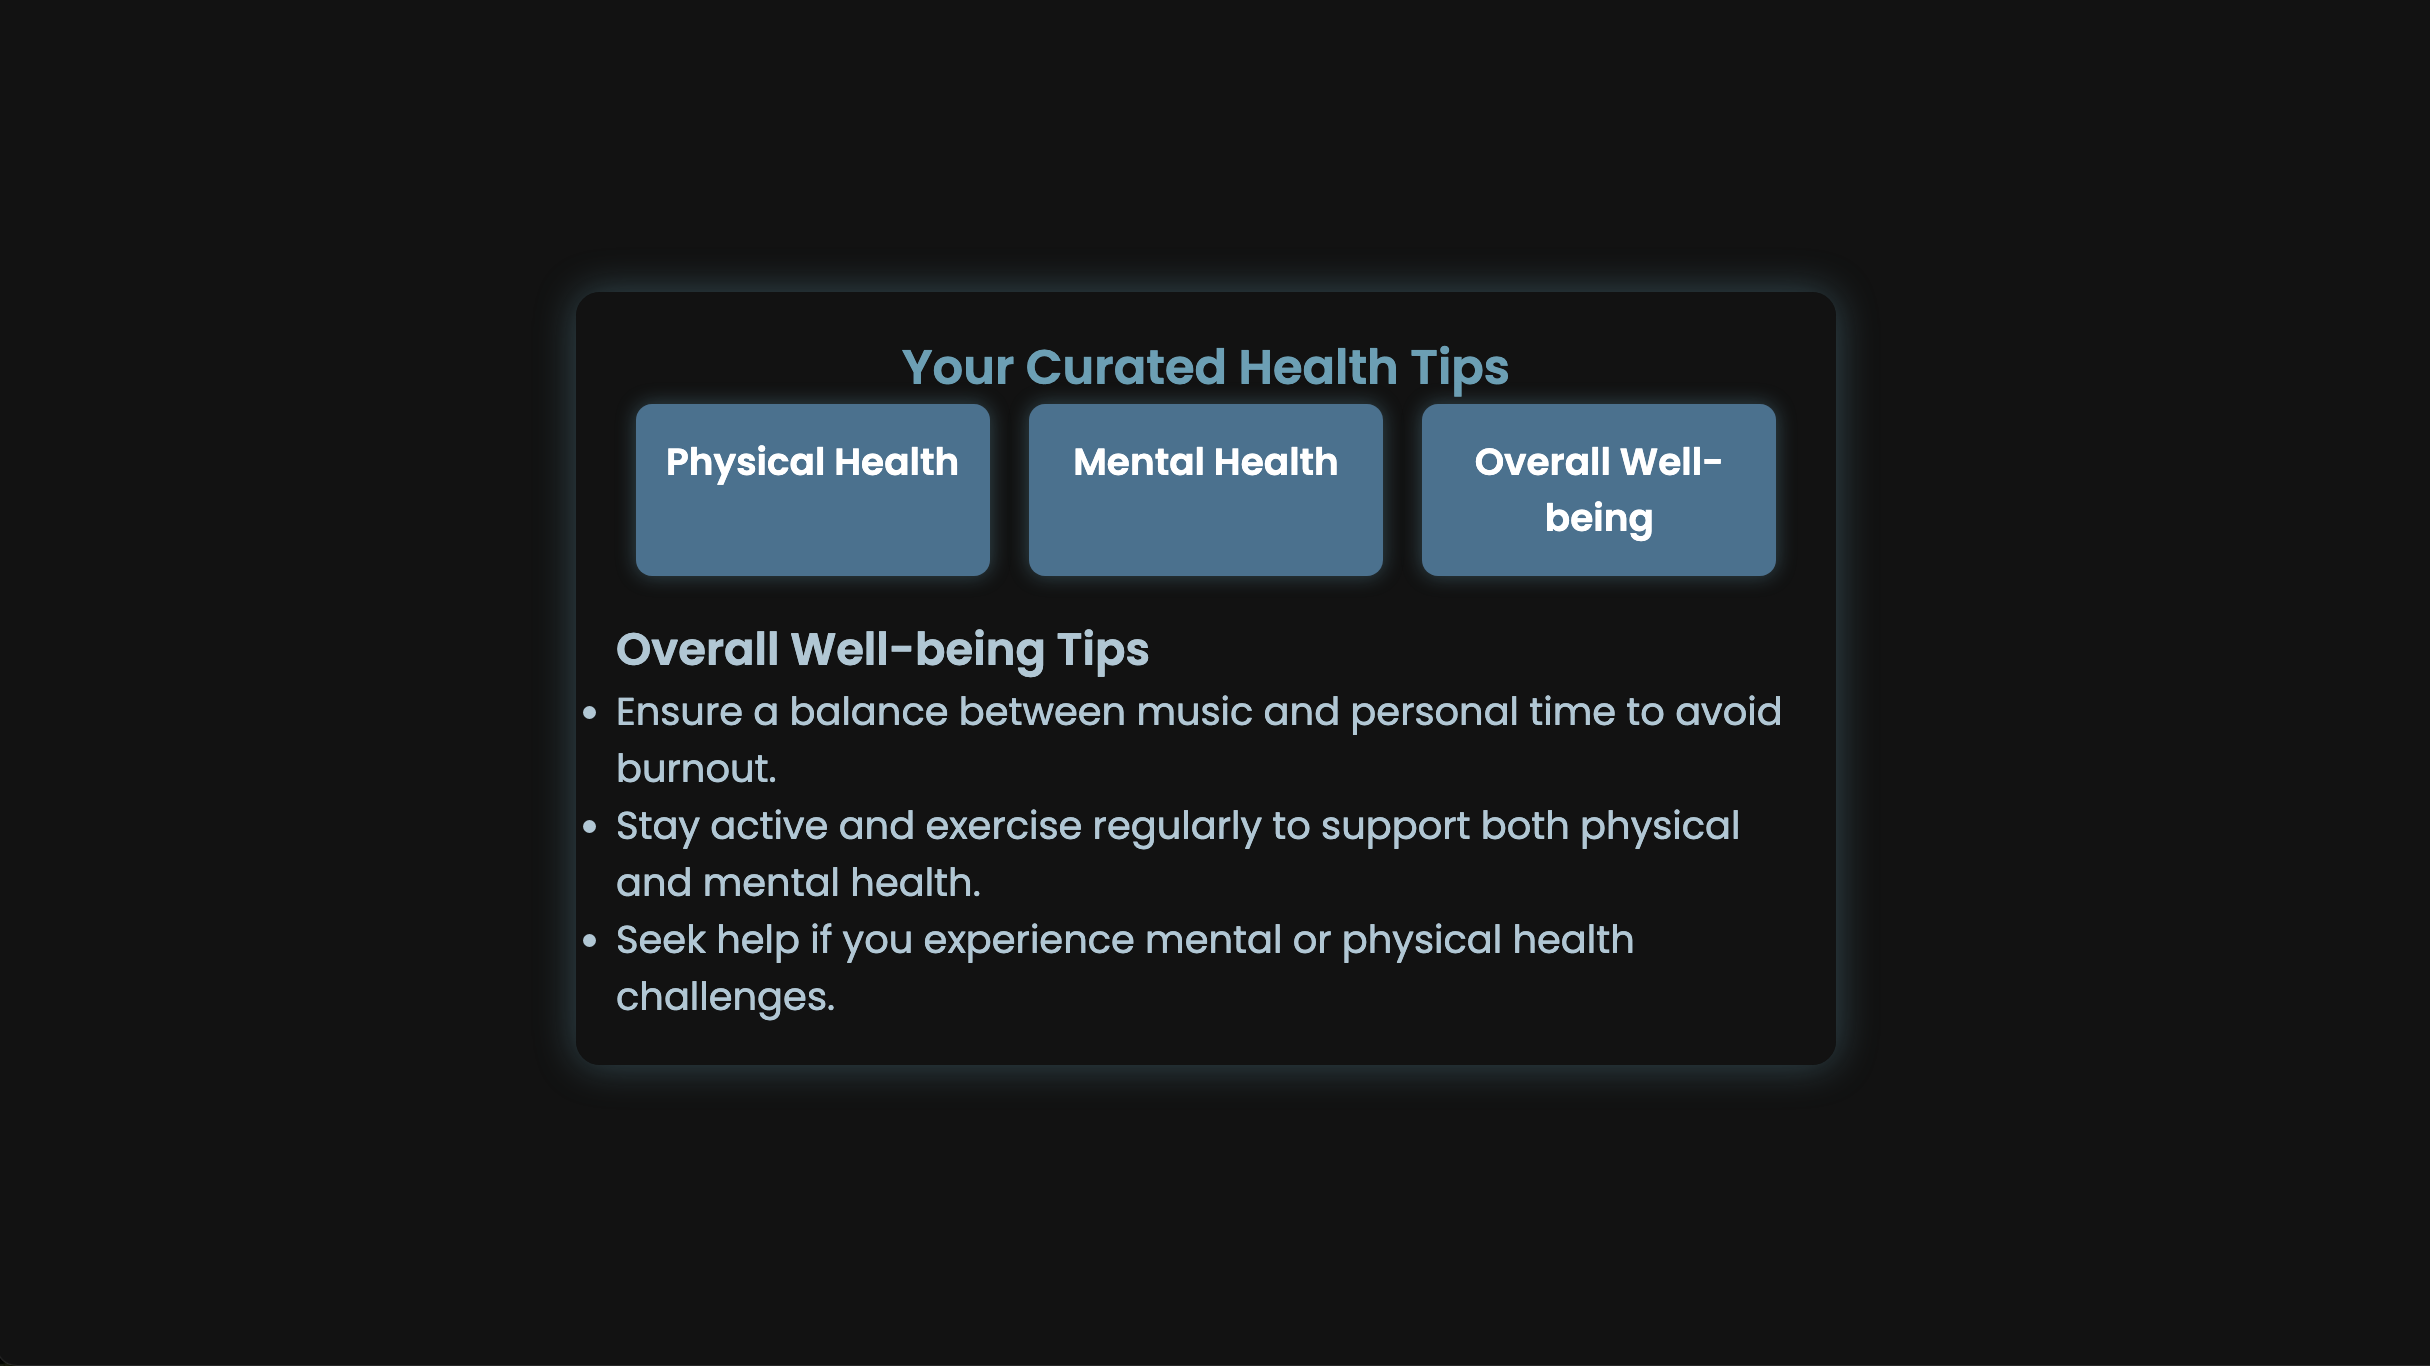 Your Curated Health Tips
Physical Health
Mental Health
Overall Well-
being
Overall Well-being Tips
• Ensure a balance between music and personal time to avoid
burnout.
• Stay active and exercise regularly to support both physical
and mental health.
• Seek help if you experience mental or physical health
challenges.